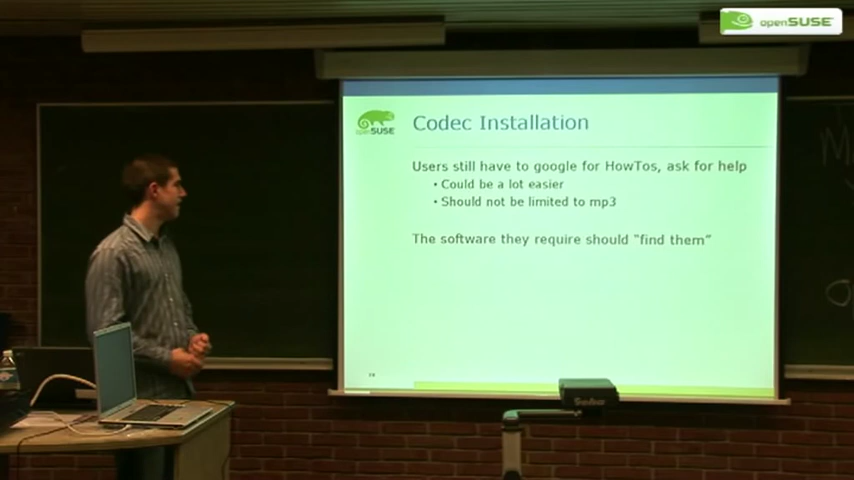 openSUSE
openSUSE
Codec Installation
Users still have to google for HowTos, ask for help
• Could be a lot easier
• Should not be limited to mp3
The software they require should "find them"